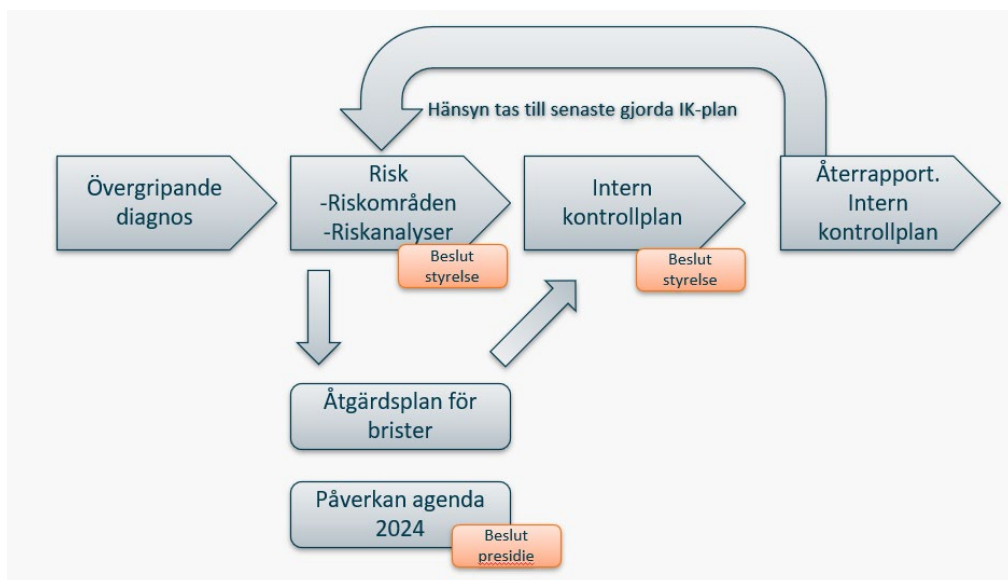 Hänsyn tas till senaste gjorda IK-plan
Övergripande
diagnos
Risk
-Riskområden
-Riskanalyser
Beslut
styrelse
Intern
kontrollplan
Beslut
styrelse
Återrapport.
Intern
kontrollplan
Åtgärdsplan för
brister
Påverkan agenda
2024
Beslut
presidie